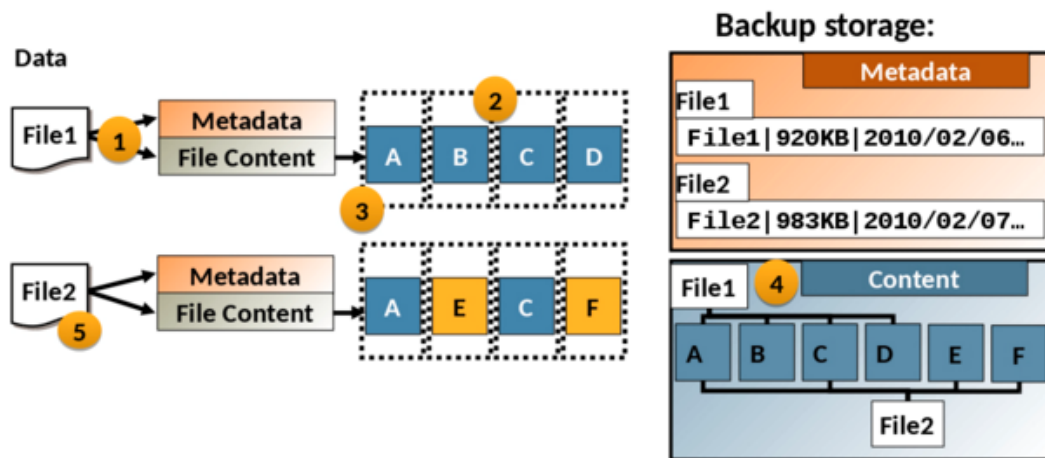 Backup storage:
Data
Metadata
File1
File1|920KB|2010/02/06…
File2
File2|983KB|2010/02/07…
File1
1
Metadata
File Content
2
A B C D
3
File2
5
Metadata
File Content
A E C F
4
Content
File1
A B C D E F
File2